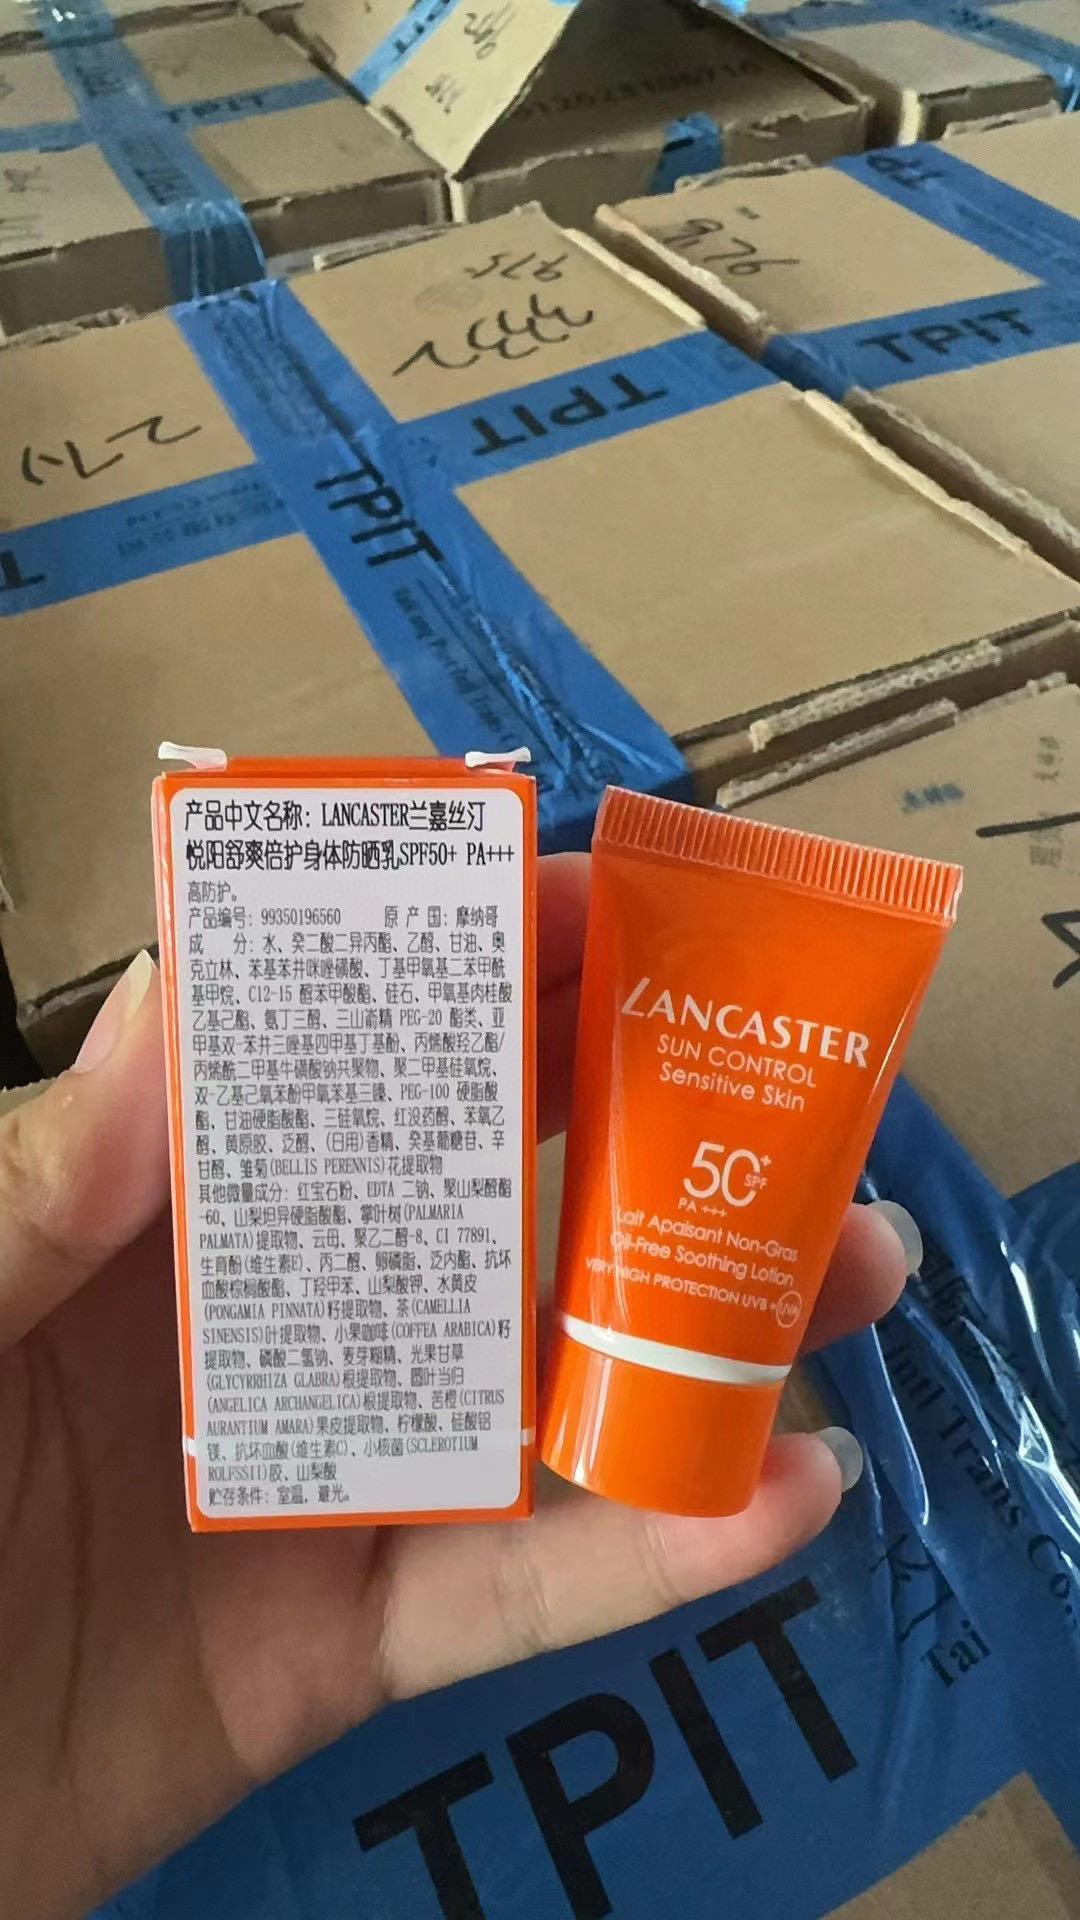 TPIT
975
976
TPIT
TPIT
TPIT
产品中文名称：LANCASTER兰嘉丝汀
悦阳舒爽倍护身体防晒乳SPF50+ PA+++
高防护。
产品编号：99350196560 原 产 国：摩纳哥
成 分：水、癸二酸二异丙酯、乙醇、甘油、奥
克立林、苯基苯并咪唑磺酸、丁基甲氧基二苯甲酰
基甲烷、C12-15 醇苯甲酸酯、硅石、甲氧基肉桂酸
乙基己酯、氨丁三醇、三山嵛精 PEG-20 酯类、亚
甲基双-苯并三唑基四甲基丁基酚、丙烯酸羟乙酯/
丙烯酰二甲基牛磺酸钠共聚物、聚二甲基硅氧烷、
双-乙基己氧苯酚甲氧苯基三嗪、PEG-100 硬脂酸
酯、甘油硬脂酸酯、三硅氧烷、红没药醇、苯氧乙
醇、黄原胶、泛醇、(日用)香精、癸基葡糖苷、辛
甘醇、雏菊(BELLIS PERENNIS)花提取物
其他微量成分：红宝石粉、EDTA 二钠、聚山梨醇酯
-60、山梨坦异硬脂酸酯、掌叶树(PALMARIA
PALMATA)提取物、云母、聚乙二醇-8、CI 77891、
生育酚(维生素E)、丙二醇、卵磷脂、泛内酯、抗坏
血酸棕榈酸酯、丁羟甲苯、山梨酸钾、水黄皮
(PONGAMIA PINNATA)籽提取物、茶(CAMELLIA
SINENSIS)叶提取物、小果咖啡(COFFEA ARABICA)籽
提取物、磷酸二氢钠、麦芽糊精、光果甘草
(GLYCYRRHIZA GLABRA)根提取物、圆叶当归
(ANGELICA ARCHANGELICA)根提取物、苦橙(CITRUS
AURANTIUM AMARA)果皮提取物、柠檬酸、硅酸铝
镁、抗坏血酸(维生素C)、小核菌(SCLEROTIUM
ROLFSSII)胶、山梨酸
贮存条件：室温，避光。
LANCASTER
SUN CONTROL
Sensitive Skin
50+
SPF
PA +++
Lait Apaisant Non-Gras
Oil-Free Soothing Lotion
VERY HIGH PROTECTION UVB + UVA
Intl Trans Co.,
Tai
TPIT